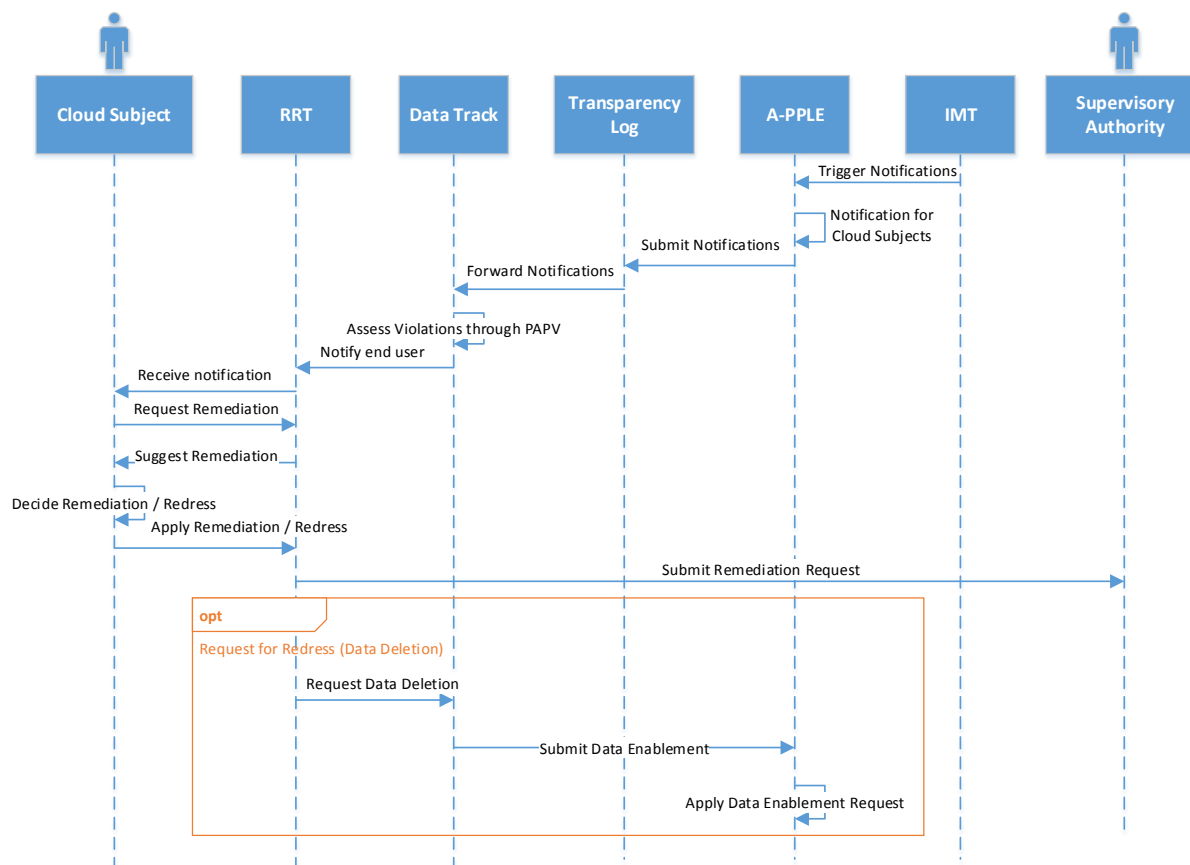 Cloud Subject
RRT
Data Track
Transparency
Log
A-PPLE
IMT
Supervisory
Authority
Trigger Notifications
Notification for
Cloud Subjects
Submit Notifications
Forward Notifications
Assess Violations through PAPV
Notify end user
Receive notification
Request Remediation
Suggest Remediation
Decide Remediation / Redress
Apply Remediation / Redress
Submit Remediation Request
opt
Request for Redress (Data Deletion)
Request Data Deletion
Submit Data Enablement
Apply Data Enablement Request